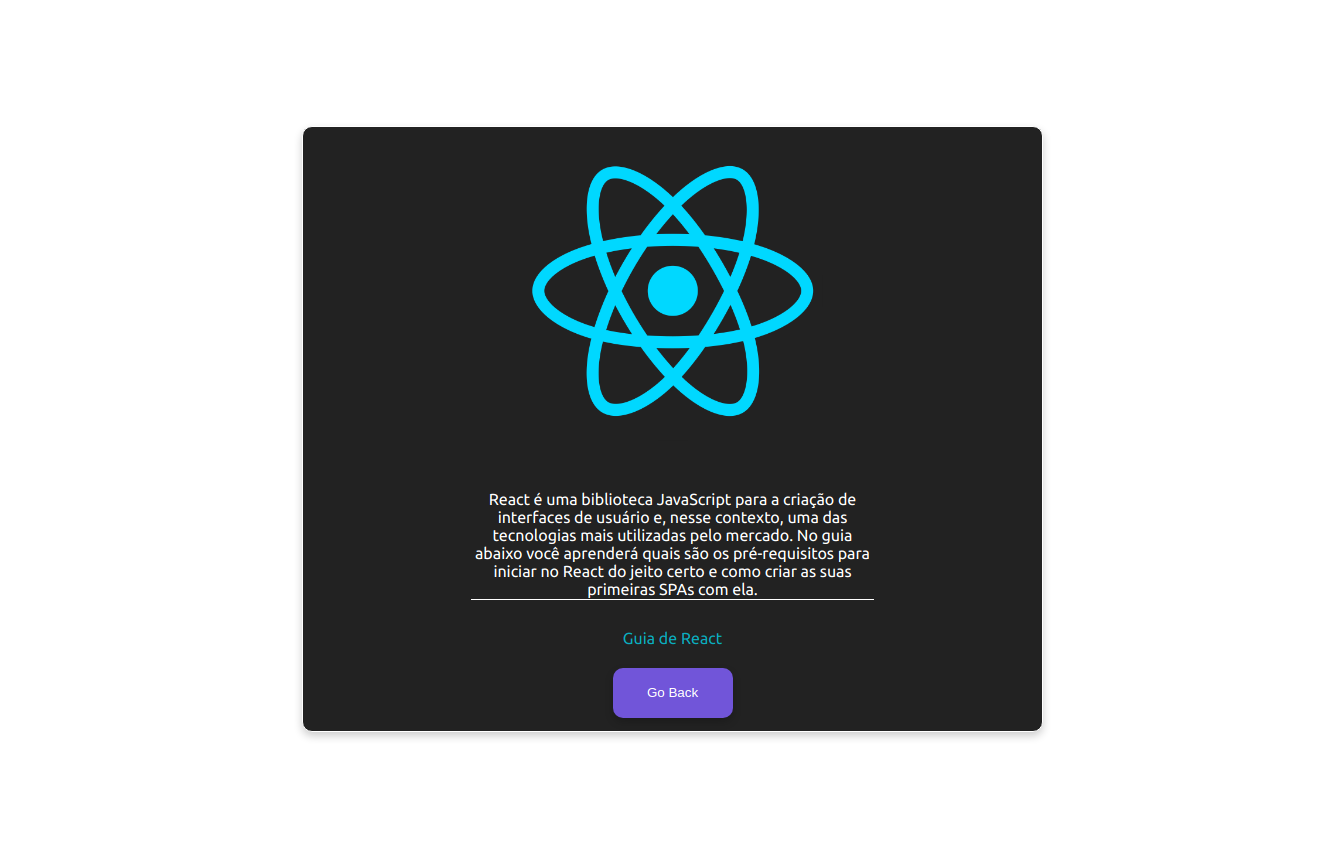 React é uma biblioteca JavaScript para a criação de
interfaces de usuário e, nesse contexto, uma das
tecnologias mais utilizadas pelo mercado. No guia
abaixo você aprenderá quais são os pré-requisitos para
iniciar no React do jeito certo e como criar as suas
primeiras SPAs com ela.
Guia de React
Go Back